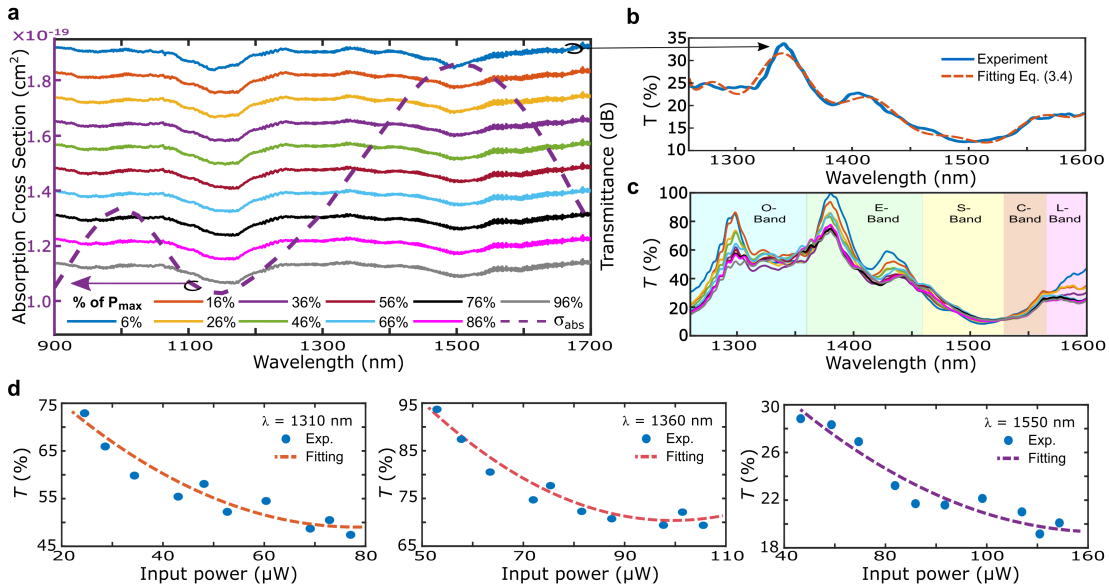 a
×10⁻¹⁹
Absorption Cross Section (cm²)
1.8
1.6
1.4
1.2
1.0
Transmittance (dB)
% of Pmax
16%
36%
56%
76%
96%
6%
26%
46%
66%
86%
σabs
900
1100
1300
1500
1700
Wavelength (nm)
b
T (%)
35
30
25
20
15
10
Experiment
Fitting Eq. (3.4)
1300
1400
1500
1600
Wavelength (nm)
c
T (%)
100
80
60
40
20
0
O-
Band
E-
Band
S-
Band
C-
Band
L-
Band
1300
1400
1500
1600
Wavelength (nm)
d
T (%)
75
65
55
45
λ = 1310 nm
Exp.
Fitting
20
40
60
80
Input power (μW)
T (%)
95
85
75
65
λ = 1360 nm
Exp.
Fitting
50
70
90
110
Input power (μW)
T (%)
30
26
22
18
λ = 1550 nm
Exp.
Fitting
40
80
100
160
Input power (μW)